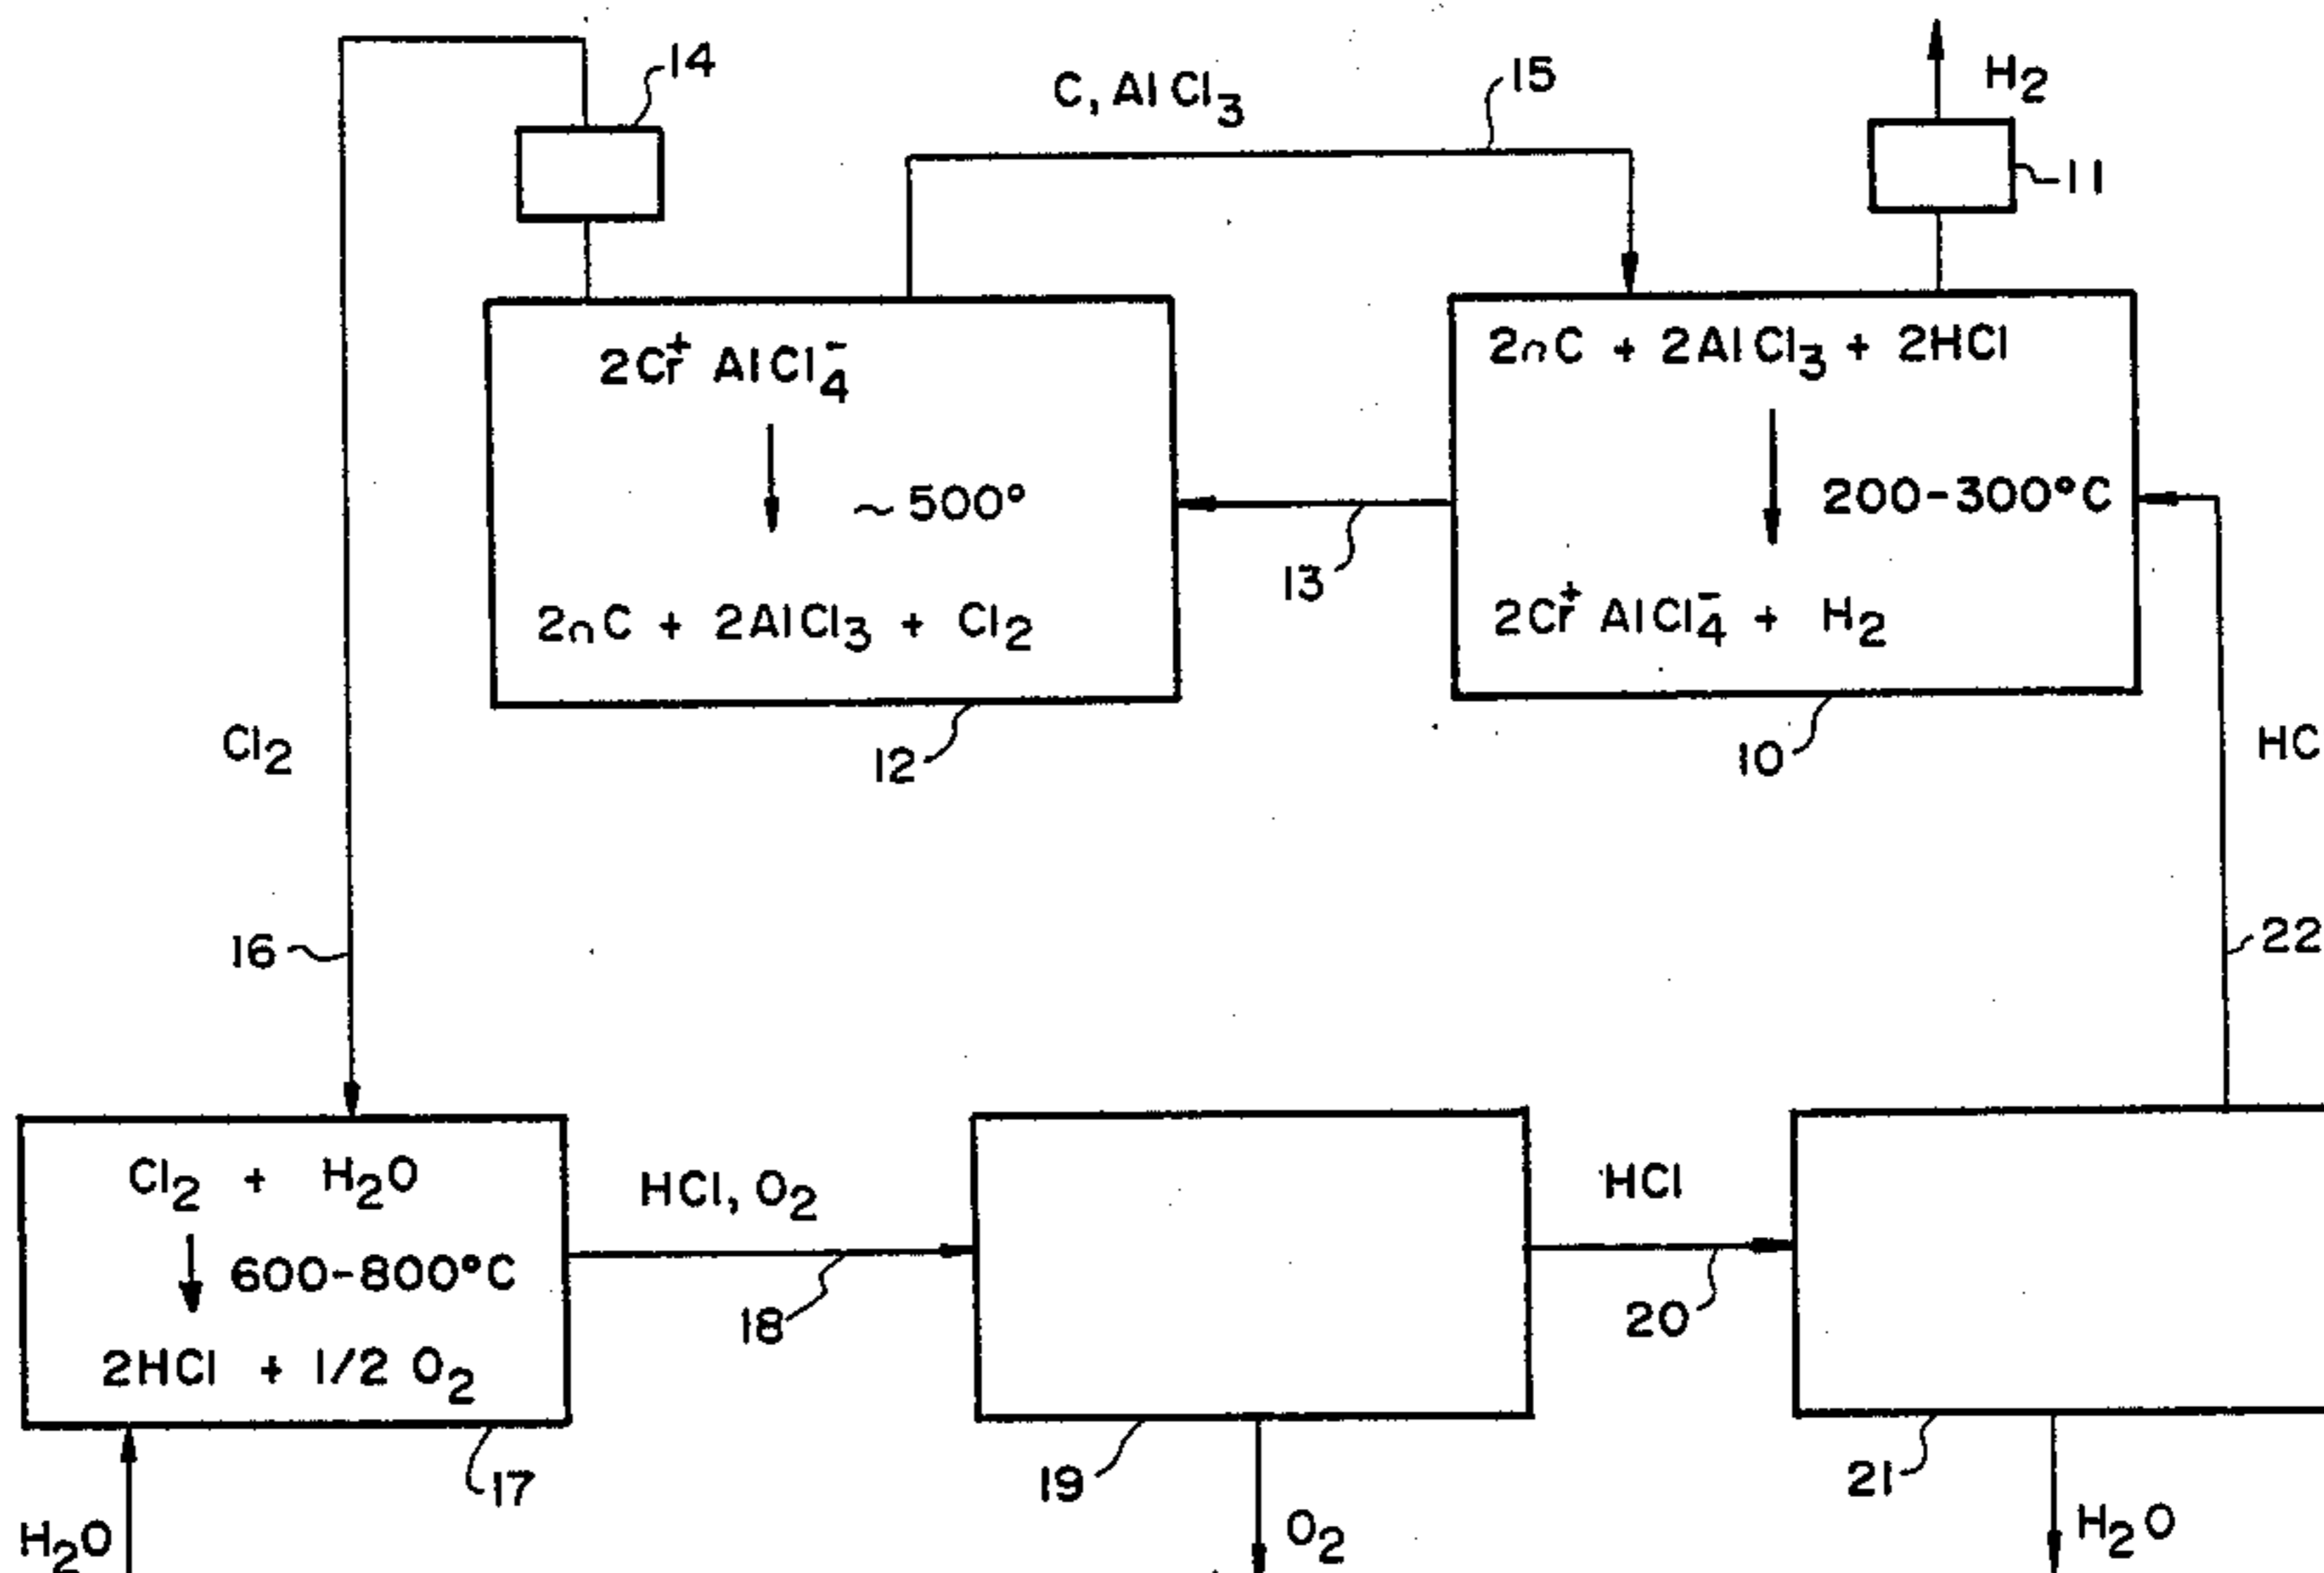 14
C, AlCl₃
15
H₂
11
2Cr⁺ AlCl₄⁻
~ 500°
2nC + 2AlCl₃ + Cl₂
12
13
2nC + 2AlCl₃ + 2HCl
200-300°C
2Cr⁺ AlCl₄⁻ + H₂
10
Cl₂
HC
16
22
Cl₂ + H₂O
600-800°C
2HCl + 1/2 O₂
17
H₂O
HCl, O₂
18
19
O₂
HCl
20
21
H₂O